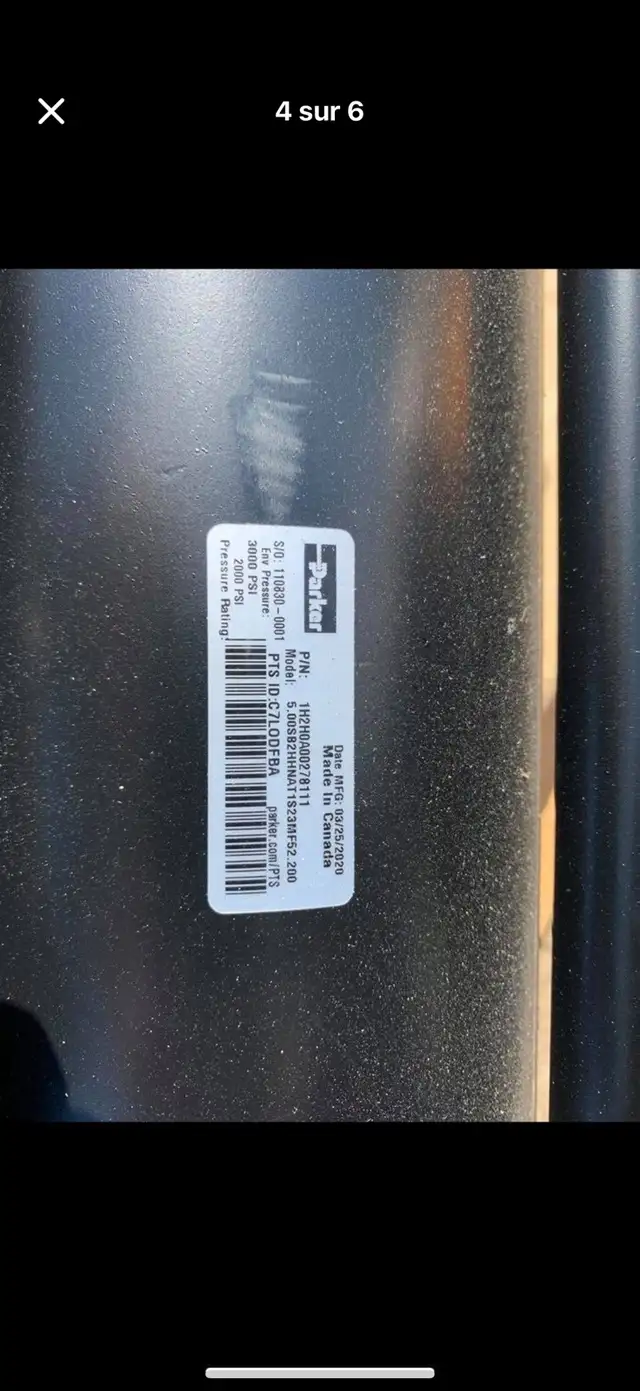 4 sur 6
Date MFG: 03/25/2020
Made In Canada
Parker
P/N: 1H2H0A00278111
Model: 5.00SB2HHNAT1S23MF52.200
S/O: 110830-0001
PTS ID:C7LODFBA
parker.com/PTS
Env Pressure:
3000 PSI
2000 PSI
Pressure Rating: